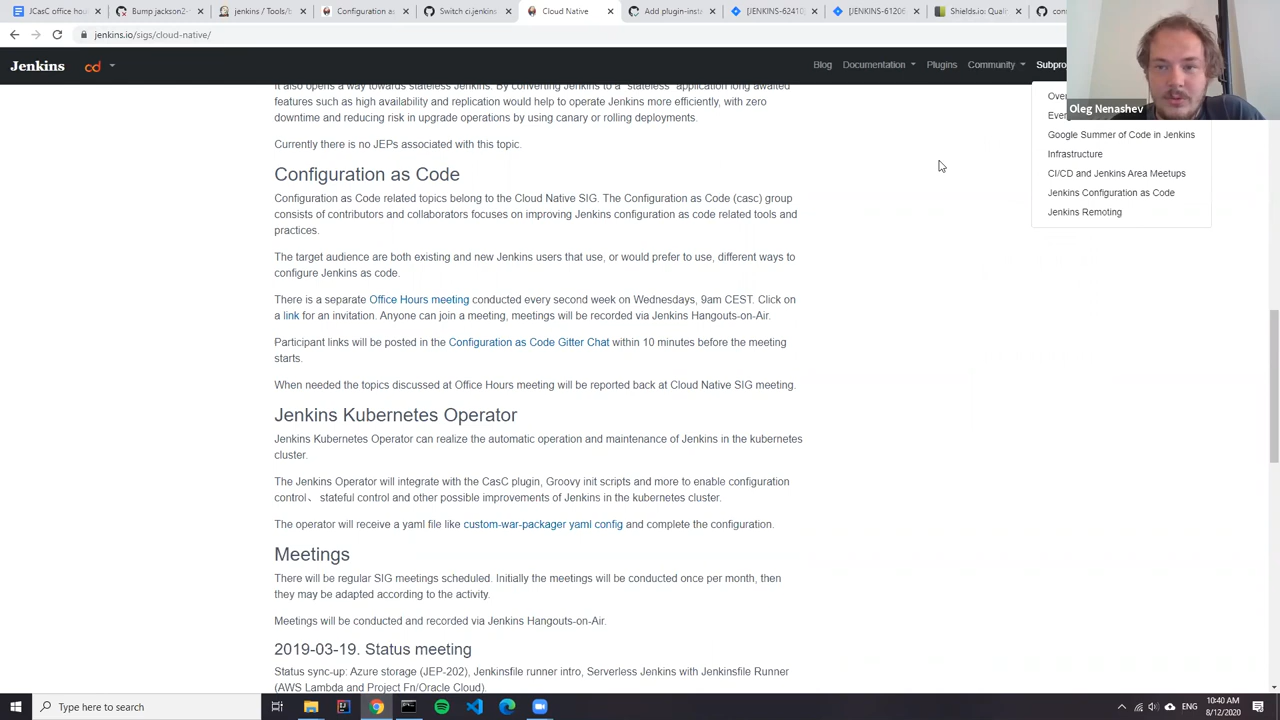 JCasC office hou
Bump jackson2-
jenkins / Tools/b
Configuration as
Switch ci.jenkins
Cloud Native
Add plugin-insta
[JENKINS-62410]
[JENKINS-61206
Shields.io: Quali
com
jenkins.io/sigs/cloud-native/
Jenkins
cd
Blog
Documentation
Plugins
Community
Subpro
Over
Even
Oleg Nenashev
Google Summer of Code in Jenkins
Infrastructure
CI/CD and Jenkins Area Meetups
Jenkins Configuration as Code
Jenkins Remoting
It also opens a way towards stateless Jenkins. By converting Jenkins to a "stateless" application long awaited
features such as high availability and replication would help to operate Jenkins more efficiently, with zero
downtime and reducing risk in upgrade operations by using canary or rolling deployments.
Currently there is no JEPs associated with this topic.
Configuration as Code
Configuration as Code related topics belong to the Cloud Native SIG. The Configuration as Code (casc) group
consists of contributors and collaborators focuses on improving Jenkins configuration as code related tools and
practices.
The target audience are both existing and new Jenkins users that use, or would prefer to use, different ways to
configure Jenkins as code.
There is a separate Office Hours meeting conducted every second week on Wednesdays, 9am CEST. Click on
a link for an invitation. Anyone can join a meeting, meetings will be recorded via Jenkins Hangouts-on-Air.
Participant links will be posted in the Configuration as Code Gitter Chat within 10 minutes before the meeting
starts.
When needed the topics discussed at Office Hours meeting will be reported back at Cloud Native SIG meeting.
Jenkins Kubernetes Operator
Jenkins Kubernetes Operator can realize the automatic operation and maintenance of Jenkins in the kubernetes
cluster.
The Jenkins Operator will integrate with the CasC plugin, Groovy init scripts and more to enable configuration
control、 stateful control and other possible improvements of Jenkins in the kubernetes cluster.
The operator will receive a yaml file like custom-war-packager yaml config and complete the configuration.
Meetings
There will be regular SIG meetings scheduled. Initially the meetings will be conducted once per month, then
they may be adapted according to the activity.
Meetings will be conducted and recorded via Jenkins Hangouts-on-Air.
2019-03-19. Status meeting
Status sync-up: Azure storage (JEP-202), Jenkinsfile runner intro, Serverless Jenkins with Jenkinsfile Runner
(AWS Lambda and Project Fn/Oracle Cloud).
Type here to search
ENG
10:40 AM
8/12/2020